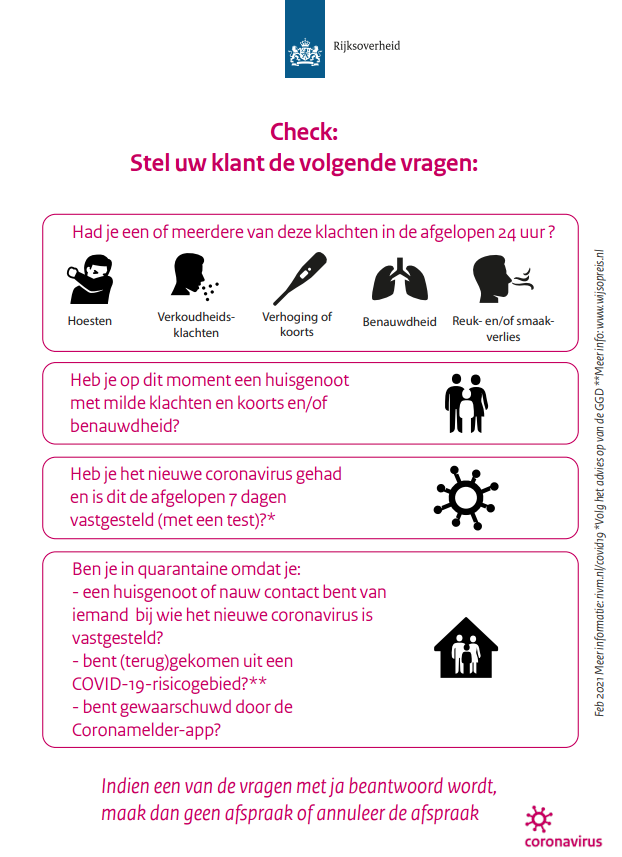 Rijksoverheid
Check:
Stel uw klant de volgende vragen:
Had je een of meerdere van deze klachten in de afgelopen 24 uur ?
Hoesten
Verkoudheids-
klachten
Verhoging of
koorts
Benauwdheid
Reuk- en/of smaak-
verlies
Heb je op dit moment een huisgenoot
met milde klachten en koorts en/of
benauwdheid?
Heb je het nieuwe coronavirus gehad
en is dit de afgelopen 7 dagen
vastgesteld (met een test)?*
Ben je in quarantaine omdat je:
- een huisgenoot of nauw contact bent van
iemand bij wie het nieuwe coronavirus is
vastgesteld?
- bent (terug)gekomen uit een
COVID-19-risicogebied?**
- bent gewaarschuwd door de
Coronamelder-app?
Indien een van de vragen met ja beantwoord wordt,
maak dan geen afspraak of annuleer de afspraak
coronavirus
Feb 2021 Meer informatie: rivm.nl/covid19 *Volg het advies op van de GGD **Meer info: www.wijsopreis.nl